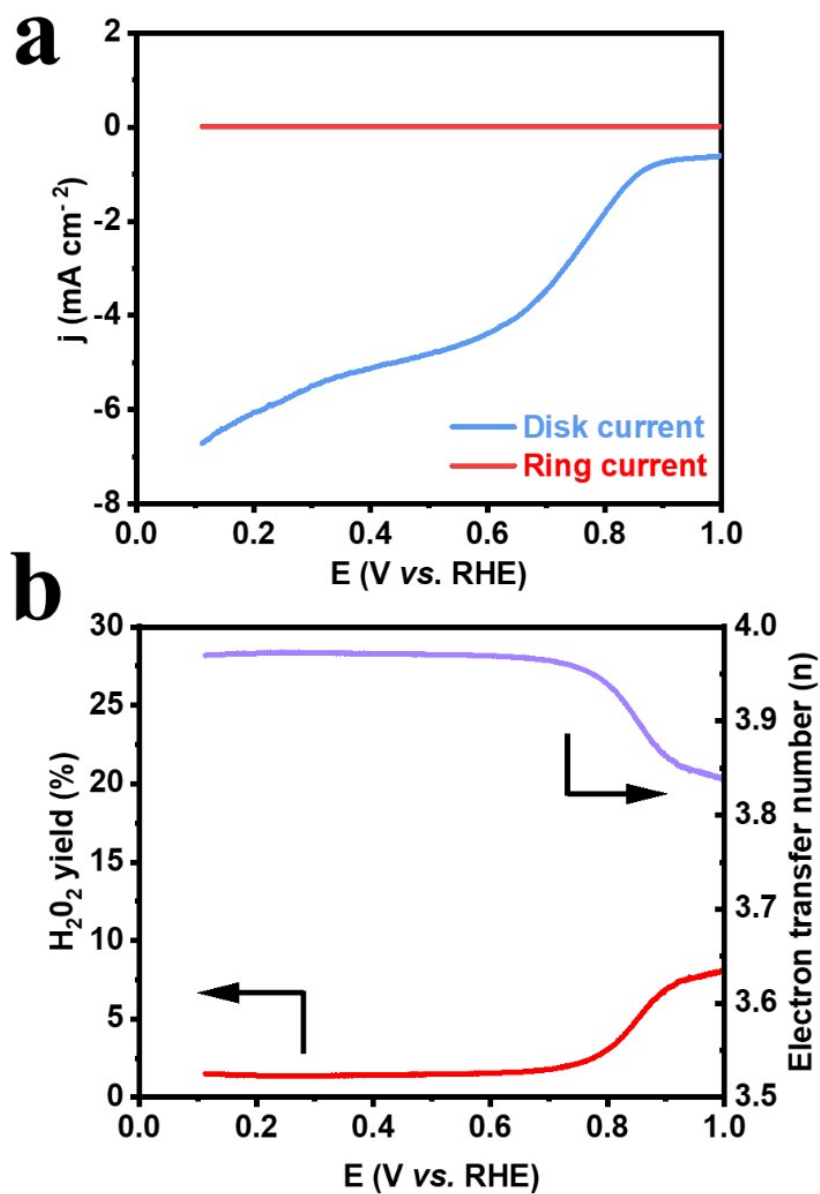 a
2
0
-2
-4
-6
-8
j (mA cm⁻²)
Disk current
Ring current
0.0 0.2 0.4 0.6 0.8 1.0
E (V vs. RHE)
b
30
25
20
15
10
5
0
H₂0₂ yield (%)
4.0
3.9
3.8
3.7
3.6
3.5
Electron transfer number (n)
0.0 0.2 0.4 0.6 0.8 1.0
E (V vs. RHE)